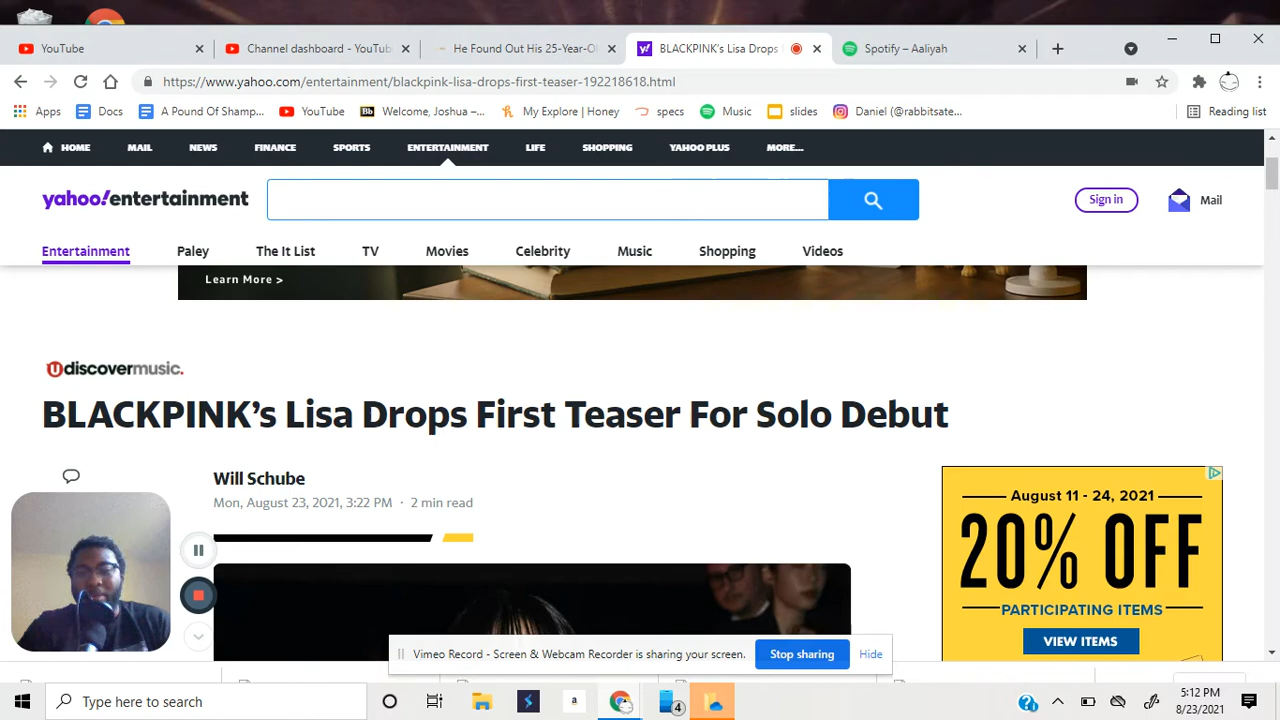 YouTube
Channel dashboard - YouTube
He Found Out His 25-Year-Ol
BLACKPINK's Lisa Drops
Spotify – Aaliyah
https://www.yahoo.com/entertainment/blackpink-lisa-drops-first-teaser-192218618.html
Apps
Docs
A Pound Of Shamp...
YouTube
Bb
Welcome, Joshua –...
My Explore | Honey
specs
Music
slides
Daniel (@rabbitsate...
Reading list
HOME
MAIL
NEWS
FINANCE
SPORTS
ENTERTAINMENT
LIFE
SHOPPING
YAHOO PLUS
MORE...
yahoo!entertainment
Sign in
Mail
Entertainment
Paley
The It List
TV
Movies
Celebrity
Music
Shopping
Videos
Learn More >
Udiscovermusic.
BLACKPINK's Lisa Drops First Teaser For Solo Debut
Will Schube
Mon, August 23, 2021, 3:22 PM · 2 min read
August 11 - 24, 2021
20% OFF
PARTICIPATING ITEMS
VIEW ITEMS
Vimeo Record - Screen & Webcam Recorder is sharing your screen.
Stop sharing
Hide
Type here to search
a
4
5:12 PM
8/23/2021